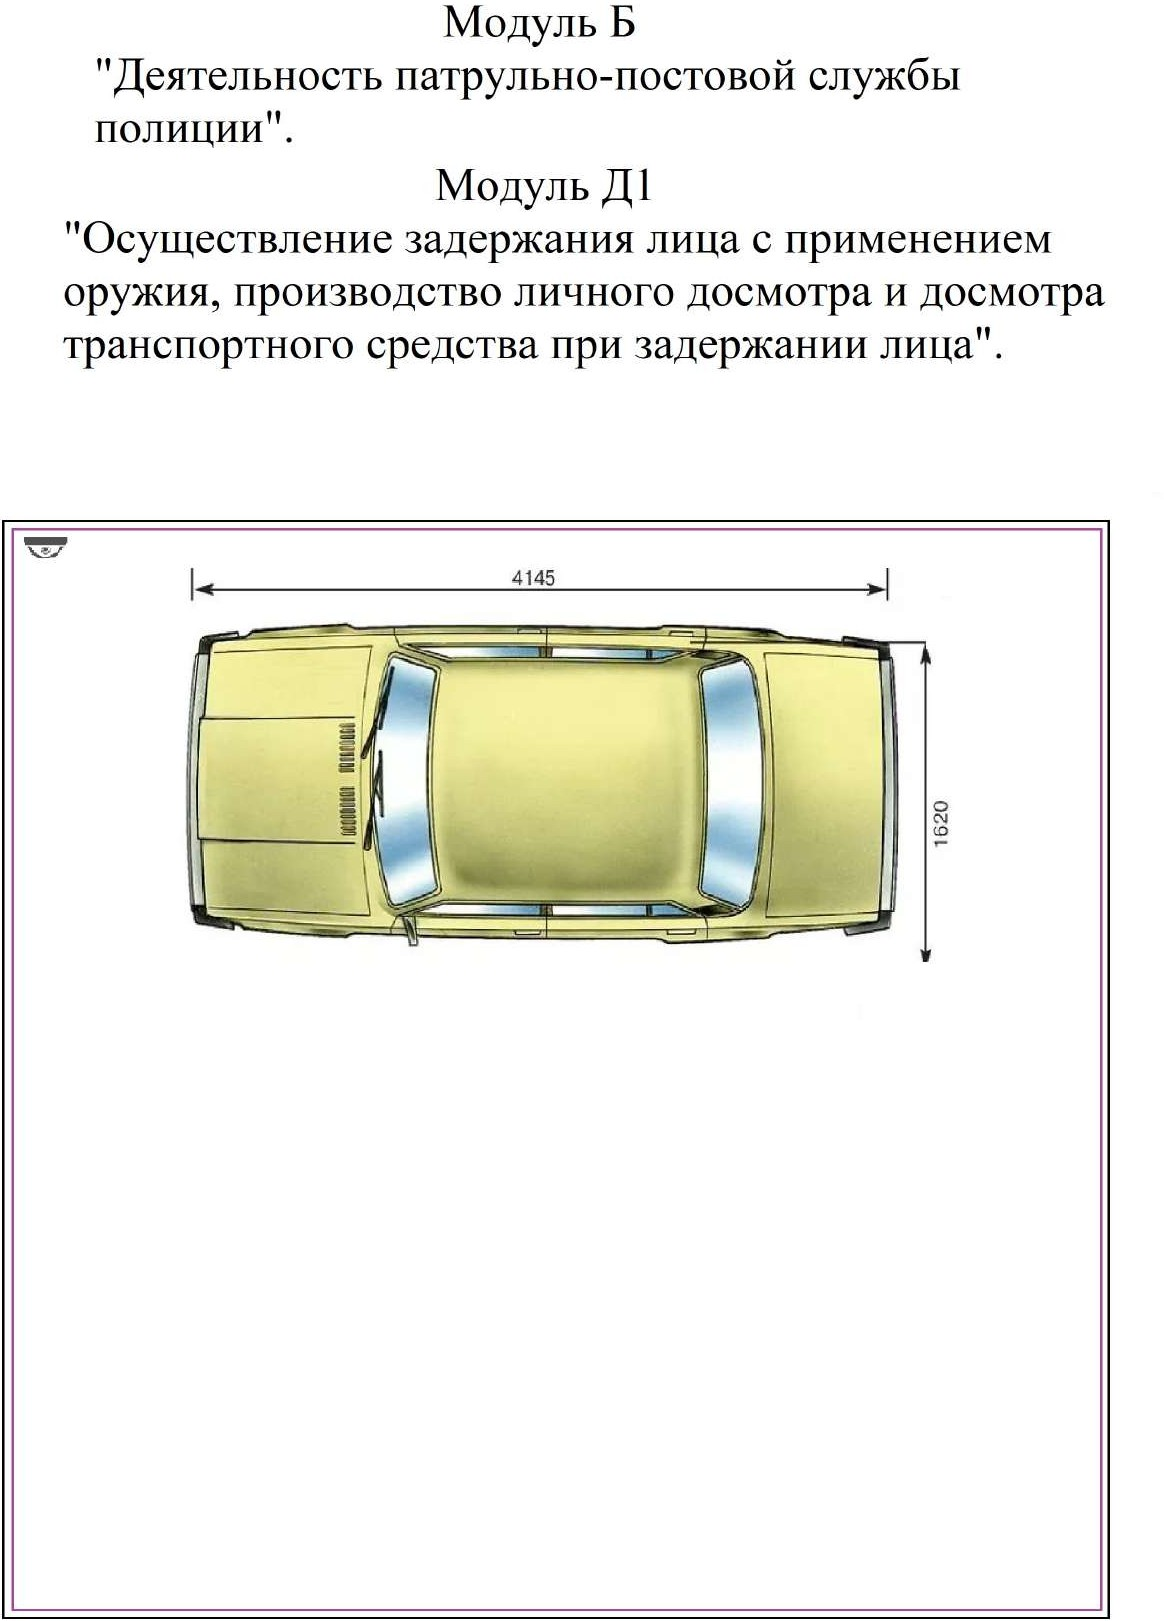 Модуль Б
"Деятельность патрульно-постовой службы
полиции".
Модуль Д1
"Осуществление задержания лица с применением
оружия, производство личного досмотра и досмотра
транспортного средства при задержании лица".
4145
1620